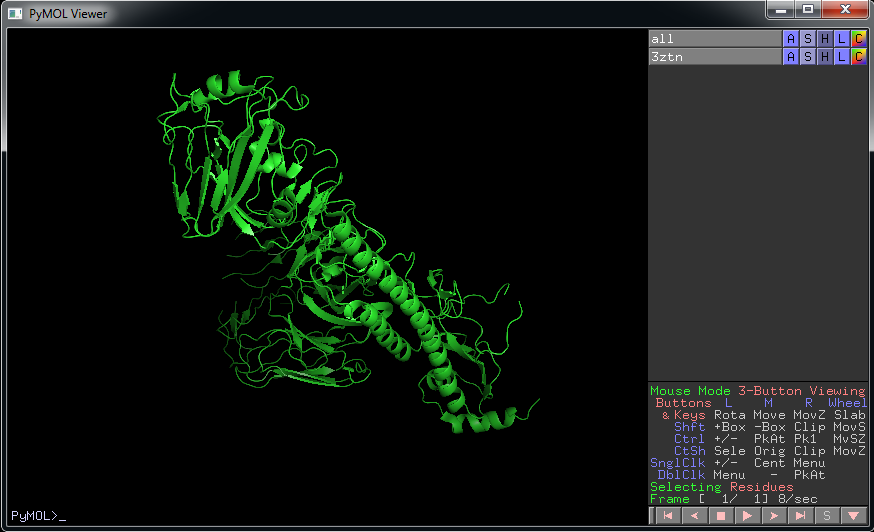 PyMOL Viewer
all A S H L C
3ztn A S H L C
Mouse Mode 3-Button Viewing
Buttons L M R Wheel
& Keys Rota Move MovZ Slab
Shft +Box -Box Clip MovS
Ctrl +/- PkAt Pk1 MvSZ
CtSh Sele Orig Clip MovZ
SnglClk +/- Cent Menu
DblClk Menu - PkAt
Selecting Residues
Frame [ 1/ 1] 8/sec
PyMOL>_
S